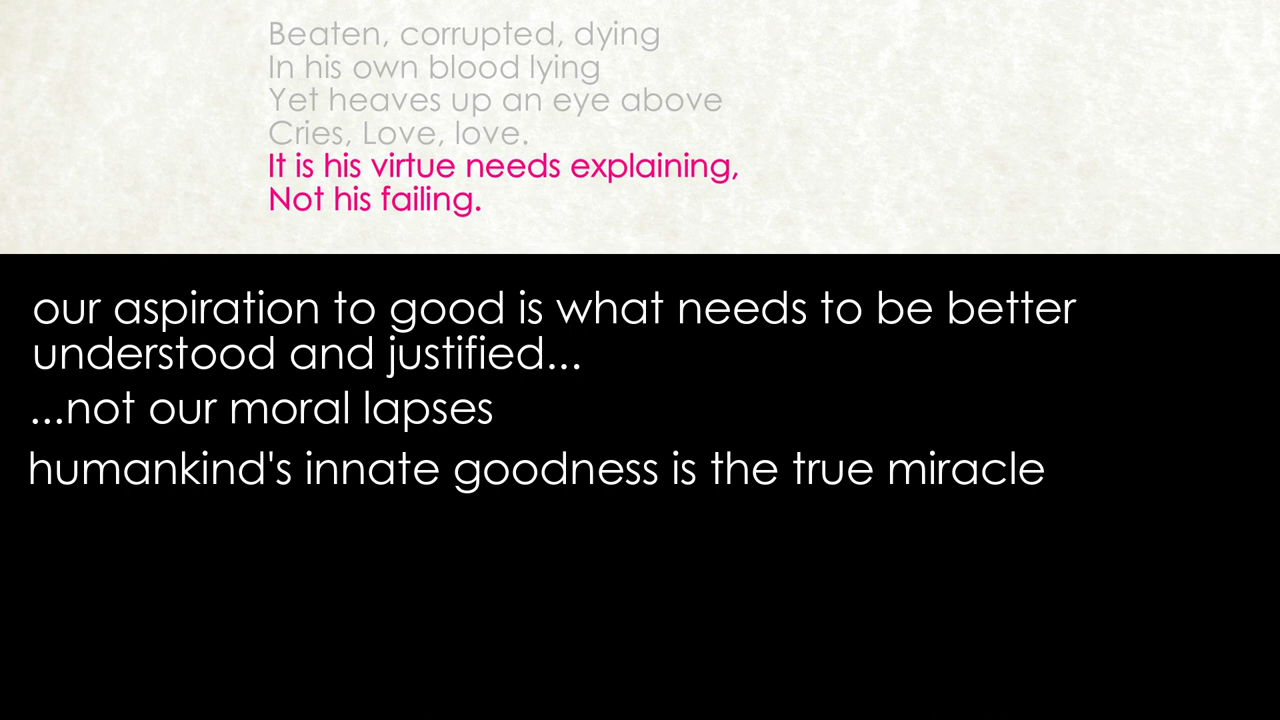 Beaten, corrupted, dying
In his own blood lying
Yet heaves up an eye above
Cries, Love, love.
It is his virtue needs explaining,
Not his failing.
our aspiration to good is what needs to be better
understood and justified...
...not our moral lapses
humankind's innate goodness is the true miracle